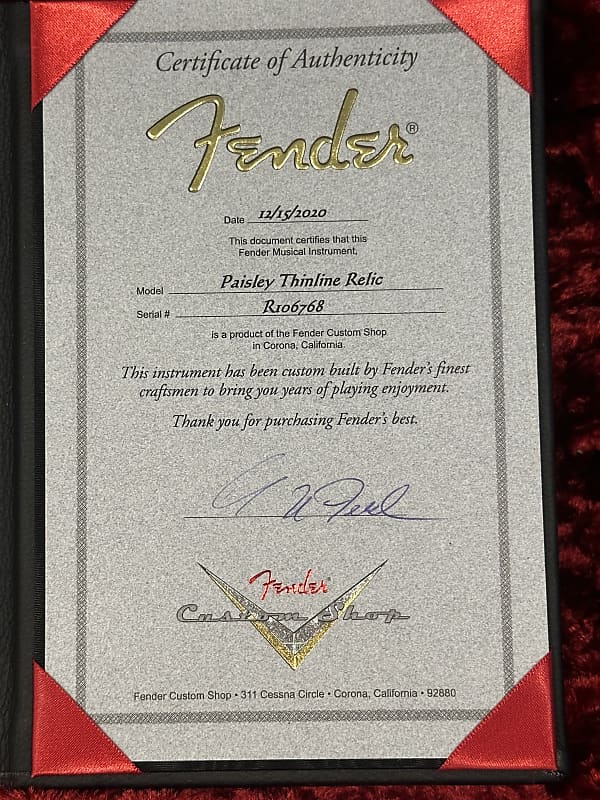 Certificate of Authenticity
Fender®
Date 12/15/2020
This document certifies that this
Fender Musical Instrument,
Model Paisley Thinline Relic
Serial # R106768
is a product of the Fender Custom Shop
in Corona, California.
This instrument has been custom built by Fender's finest
craftsmen to bring you years of playing enjoyment.
Thank you for purchasing Fender's best.
Fender
Custom Shop
Fender Custom Shop • 311 Cessna Circle • Corona, California • 92880